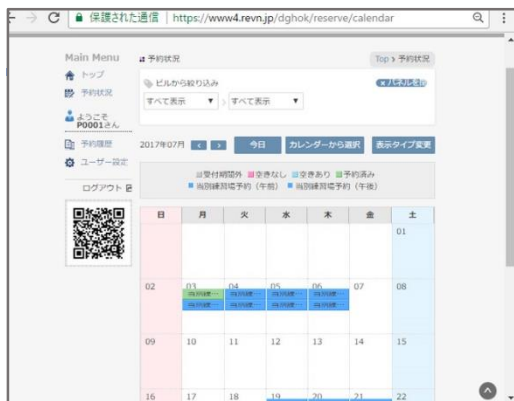 保護された通信 | https://www4.revn.jp/dghok/reserve/calendar
Main Menu
トップ
予約状況
ようこそ
P0001さん
予約履歴
ユーザー設定
ログアウト
予約状況
Top › 予約状況
ビルから絞り込み
すべて表示 ▼ › すべて表示 ▼
2017年07月 ‹ › 今日 カレンダーから選択 表示タイプ変更
受付期間外 空きなし 空きあり 予約済み
当別練習場予約（午前） 当別練習場予約（午後）
日 月 火 水 木 金 土
01
02 03 04 05 06 07 08
09 10 11 12 13 14 15
16 17 18 19 20 21 22